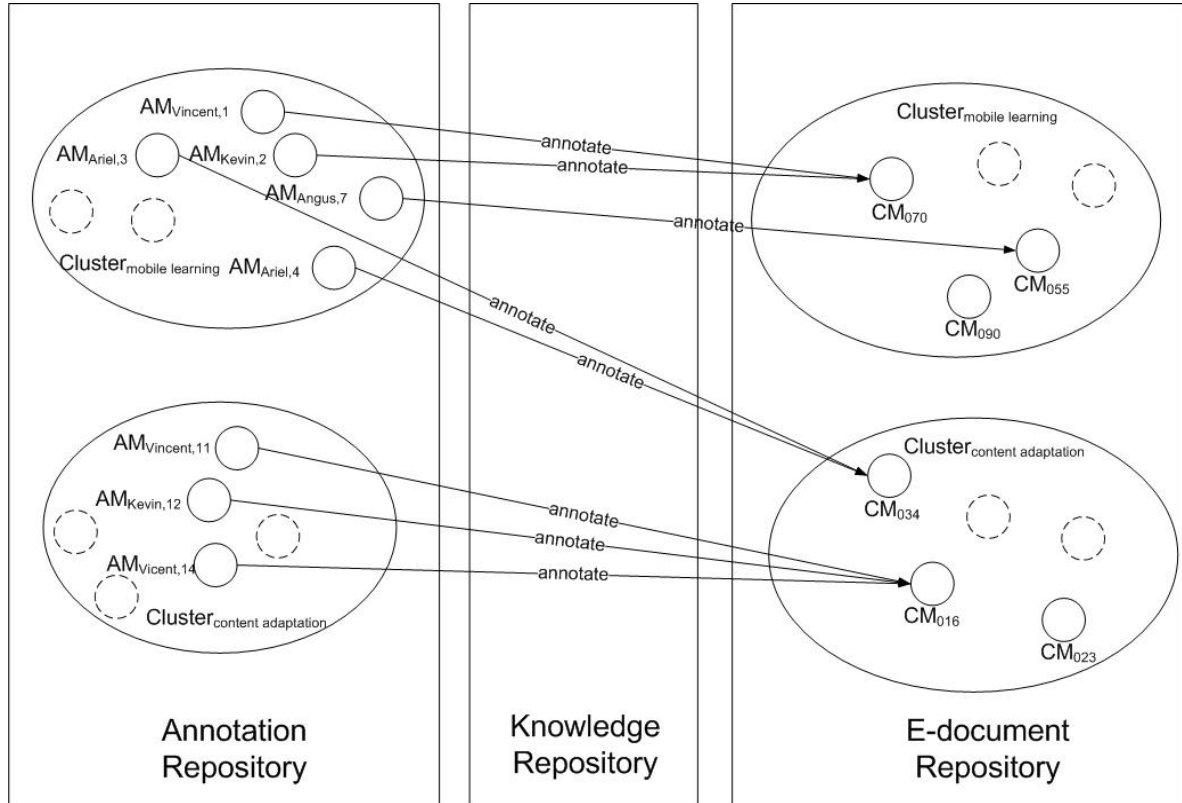 AMVincent,1
AMAriel,3
AMKevin,2
AMAngus,7
Clustermobile learning
AMAriel,4
AMVincent,11
AMKevin,12
AMVicent,14
Clustercontent adaptation
Annotation
Repository
annotate
annotate
annotate
annotate
annotate
annotate
annotate
annotate
Knowledge
Repository
Clustermobile learning
CM070
CM055
CM090
Clustercontent adaptation
CM034
CM016
CM023
E-document
Repository